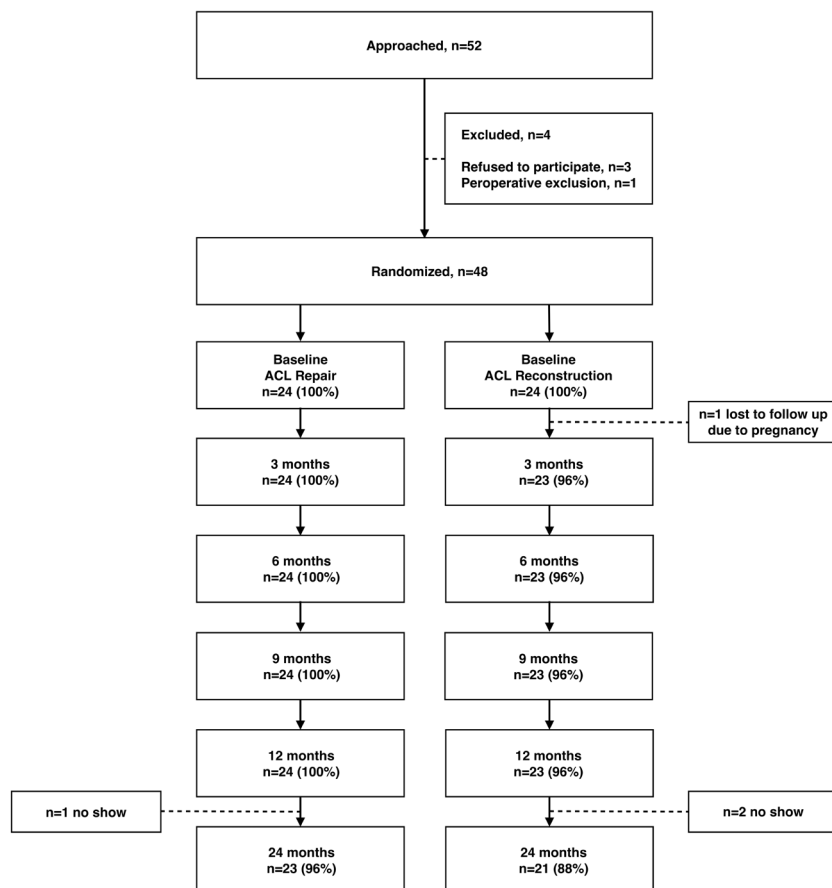 Approached, n=52
Excluded, n=4
Refused to participate, n=3
Peroperative exclusion, n=1
Randomized, n=48
Baseline
ACL Repair
n=24 (100%)
Baseline
ACL Reconstruction
n=24 (100%)
n=1 lost to follow up
due to pregnancy
3 months
n=24 (100%)
3 months
n=23 (96%)
6 months
n=24 (100%)
6 months
n=23 (96%)
9 months
n=24 (100%)
9 months
n=23 (96%)
12 months
n=24 (100%)
12 months
n=23 (96%)
n=1 no show
n=2 no show
24 months
n=23 (96%)
24 months
n=21 (88%)